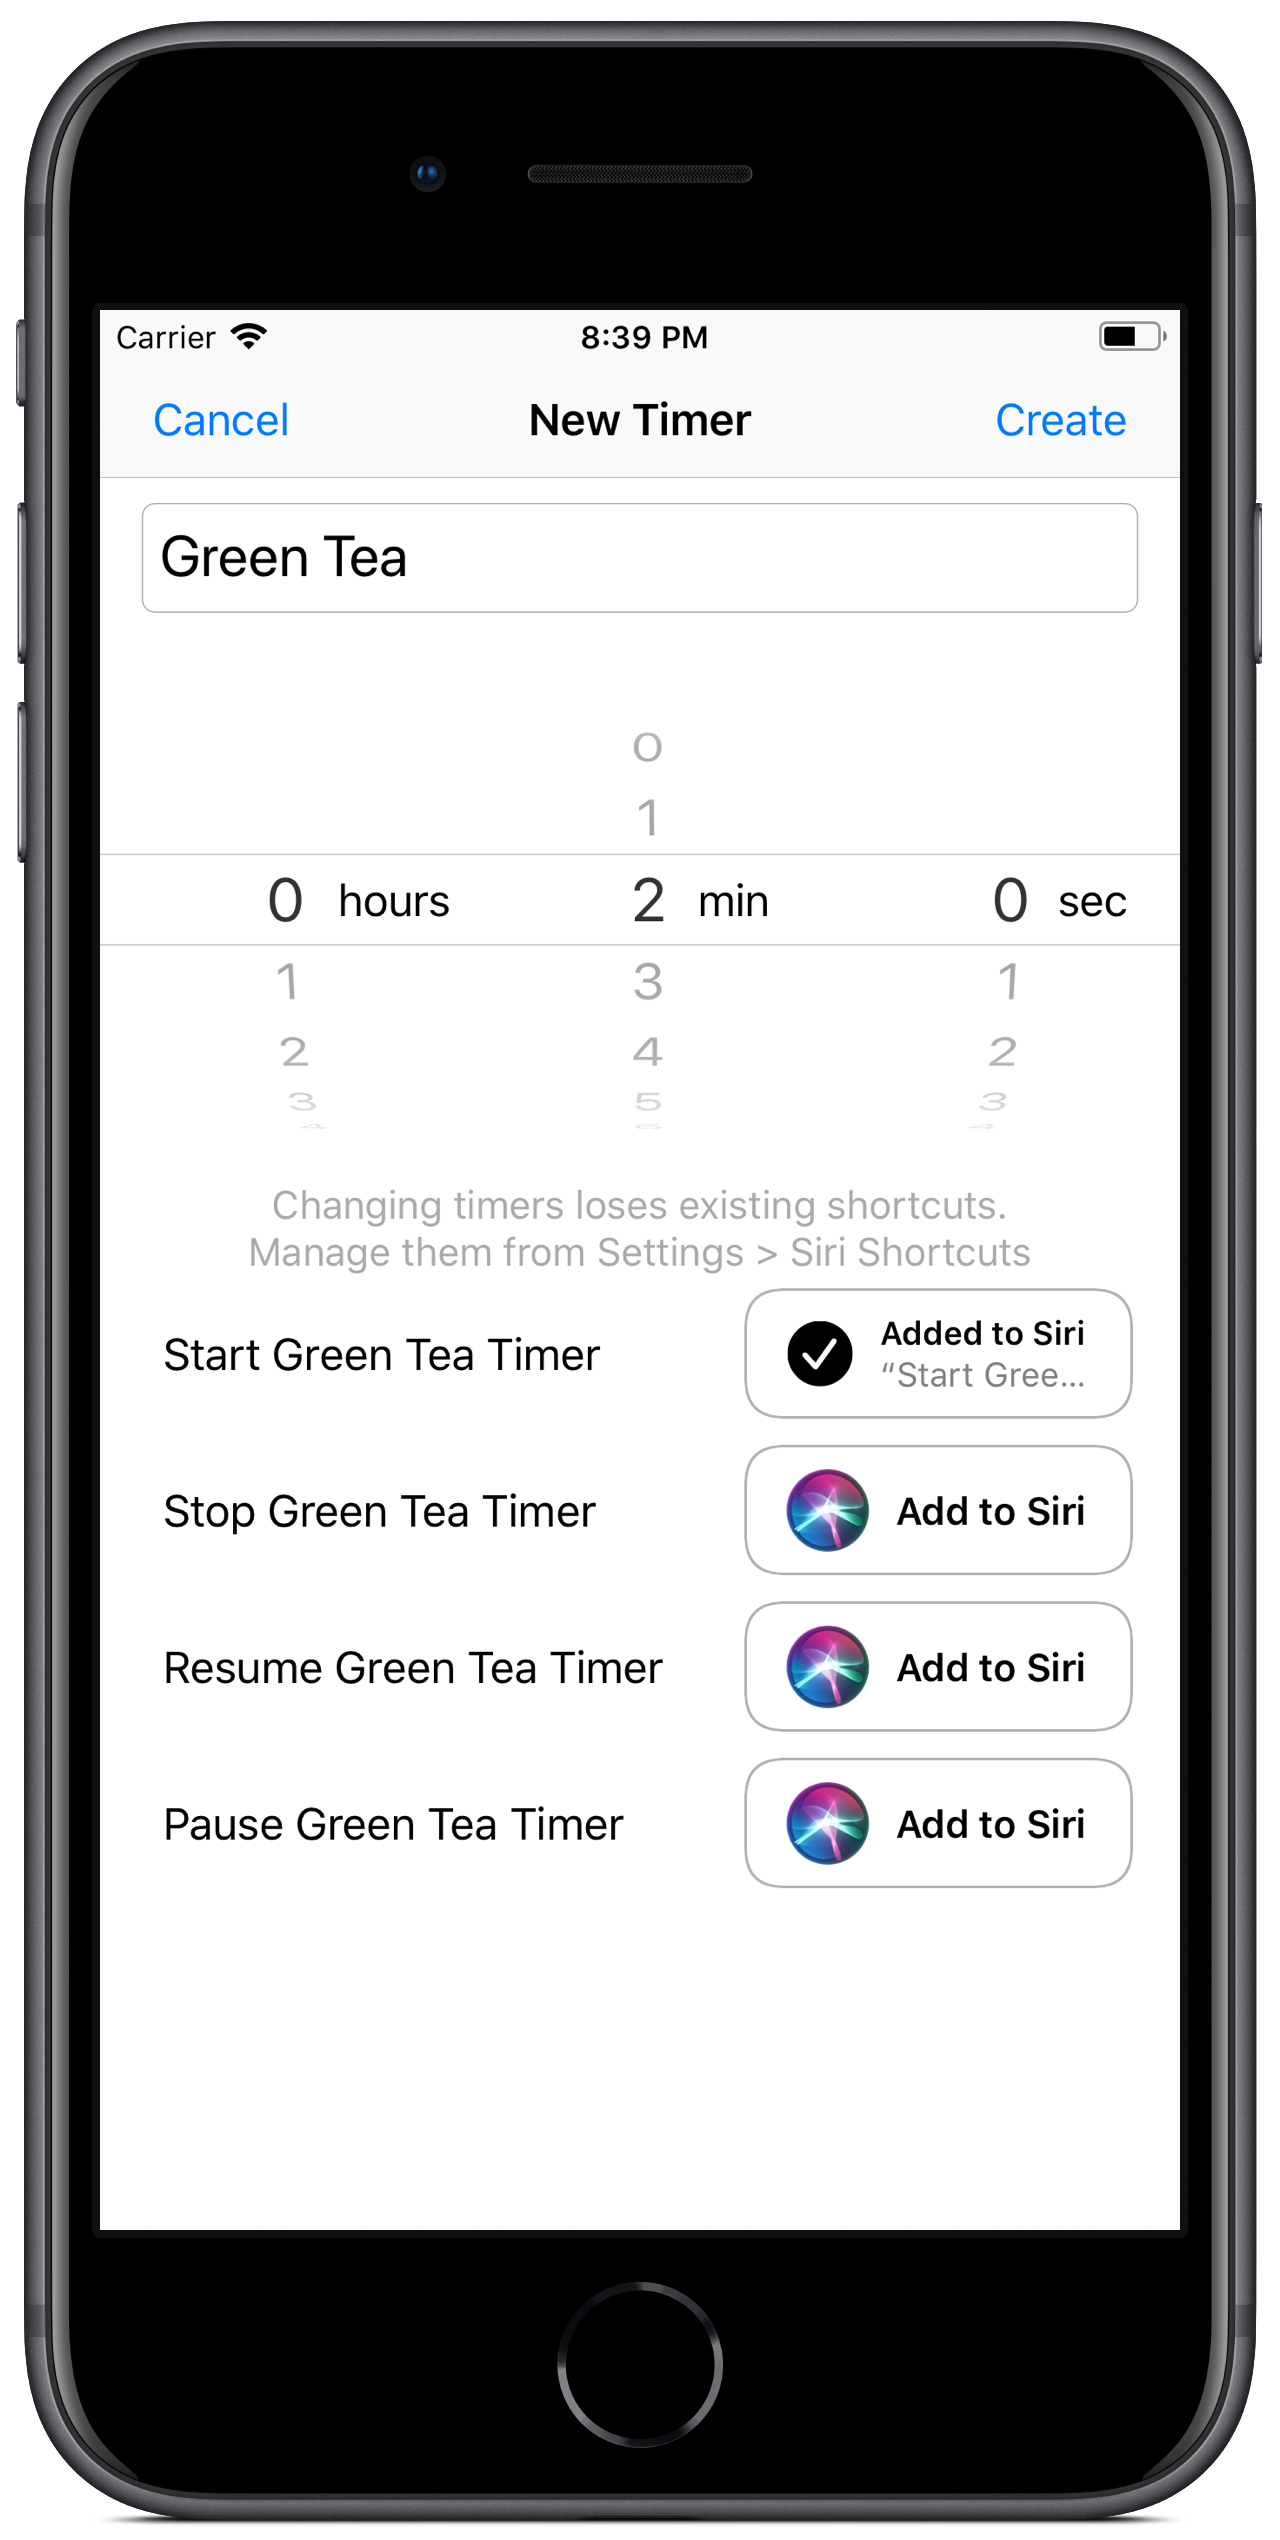 Carrier 8:39 PM
Cancel New Timer Create
Green Tea
0
1
0 hours 2 min 0 sec
1 3 1
2 4 2
3 5 3
4 6 4
Changing timers loses existing shortcuts.
Manage them from Settings > Siri Shortcuts
Start Green Tea Timer
Added to Siri
“Start Gree...
Stop Green Tea Timer Add to Siri
Resume Green Tea Timer Add to Siri
Pause Green Tea Timer Add to Siri